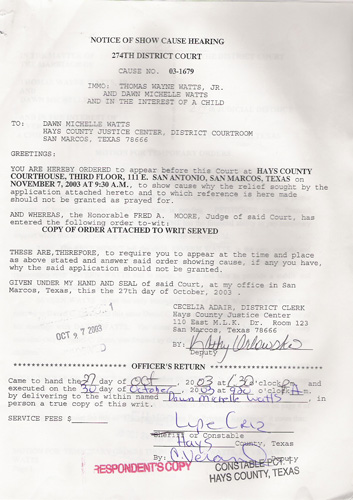 NOTICE OF SHOW CAUSE HEARING
274TH DISTRICT COURT
CAUSE NO. 03-1679
IMMO: THOMAS WAYNE WATTS, JR.
AND DAWN MICHELLE WATTS
AND IN THE INTEREST OF A CHILD
TO: DAWN MICHELLE WATTS
HAYS COUNTY JUSTICE CENTER, DISTRICT COURTROOM
SAN MARCOS, TEXAS 78666
GREETINGS:
YOU ARE HEREBY ORDERED to appear before this Court at HAYS COUNTY
COURTHOUSE, THIRD FLOOR, 111 E. SAN ANTONIO, SAN MARCOS, TEXAS on
NOVEMBER 7, 2003 AT 9:30 A.M., to show cause why the relief sought by the
application attached hereto and to which reference is here made
should not be granted as prayed for.
AND WHEREAS, the Honorable FRED A. MOORE, Judge of said Court, has
entered the following order to-wit:
COPY OF ORDER ATTACHED TO WRIT SERVED
THESE ARE, THEREFORE, to require you to appear at the time and place
as above stated and answer said order showing cause, if any you have,
why the said application should not be granted.
GIVEN UNDER MY HAND AND SEAL of said Court, at my office in San
Marcos, Texas, this the 27th day of October, 2003 .
CECELIA ADAIR, DISTRICT CLERK
Hays County Justice Center
110 East M.L.K. Dr. Room 123
San Marcos, Texas 78666
OCT 2 7 2003
BY:
Deputy
OFFICER'S RETURN
Came to hand the 27 day of Oct, 2003 at o'clock and
executed on the 30 day of October, 2003 at o'clock
by delivering to the within named Dawn Michelle Watts, in
person a true copy of this writ.
SERVICE FEES $
Lupe Cruz
Sheriff or Constable
Hays County, Texas
By: Deputy
RESPONDENT'S COPY
CONSTABLE PCT.
HAYS COUNTY, TEXAS